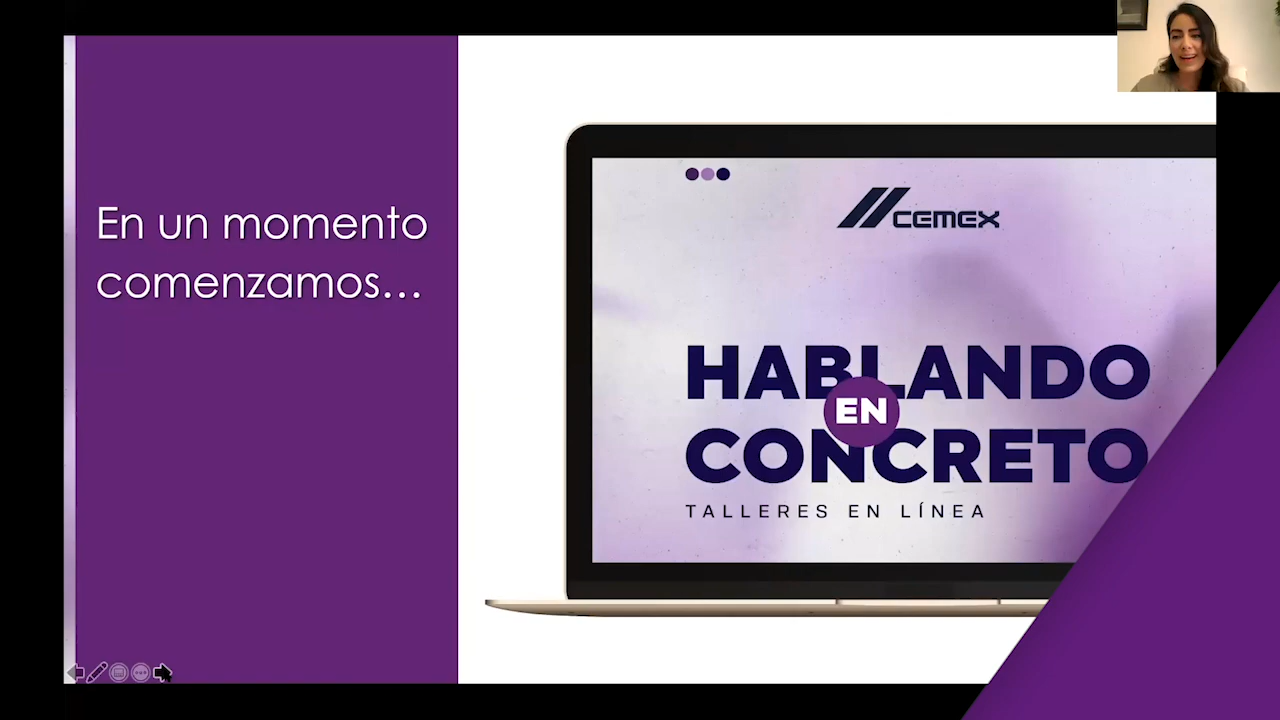 En un momento
comenzamos...
CEMEX
HABLANDO
EN
CONCRETO
TALLERES EN LÍNEA